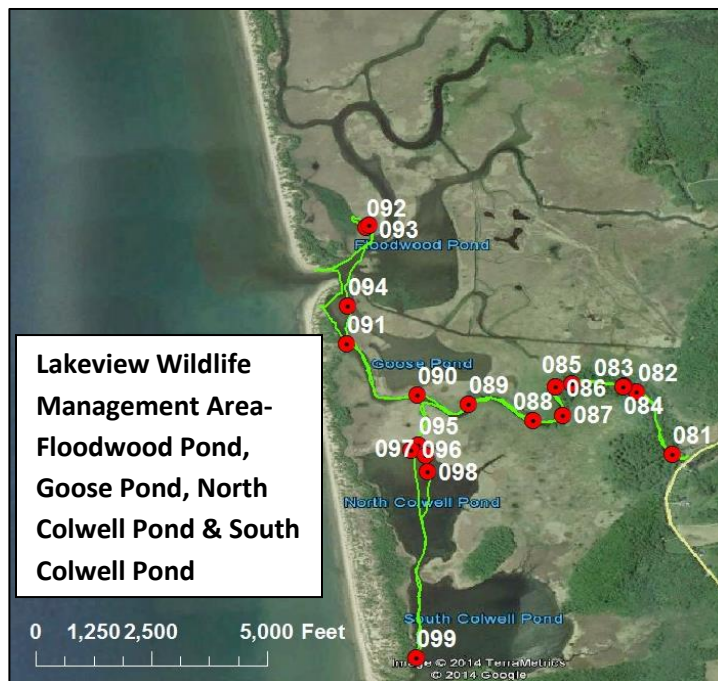 092
093
Floodwood Pond
094
091
Goose Pond
090
089
085
086
083
082
084
088
087
081
095
097
096
098
North Colwell Pond
South Colwell Pond
099
Lakeview Wildlife
Management Area-
Floodwood Pond,
Goose Pond, North
Colwell Pond & South
Colwell Pond
0 1,250 2,500 5,000 Feet
Image © 2014 TerraMetrics
© 2014 Google